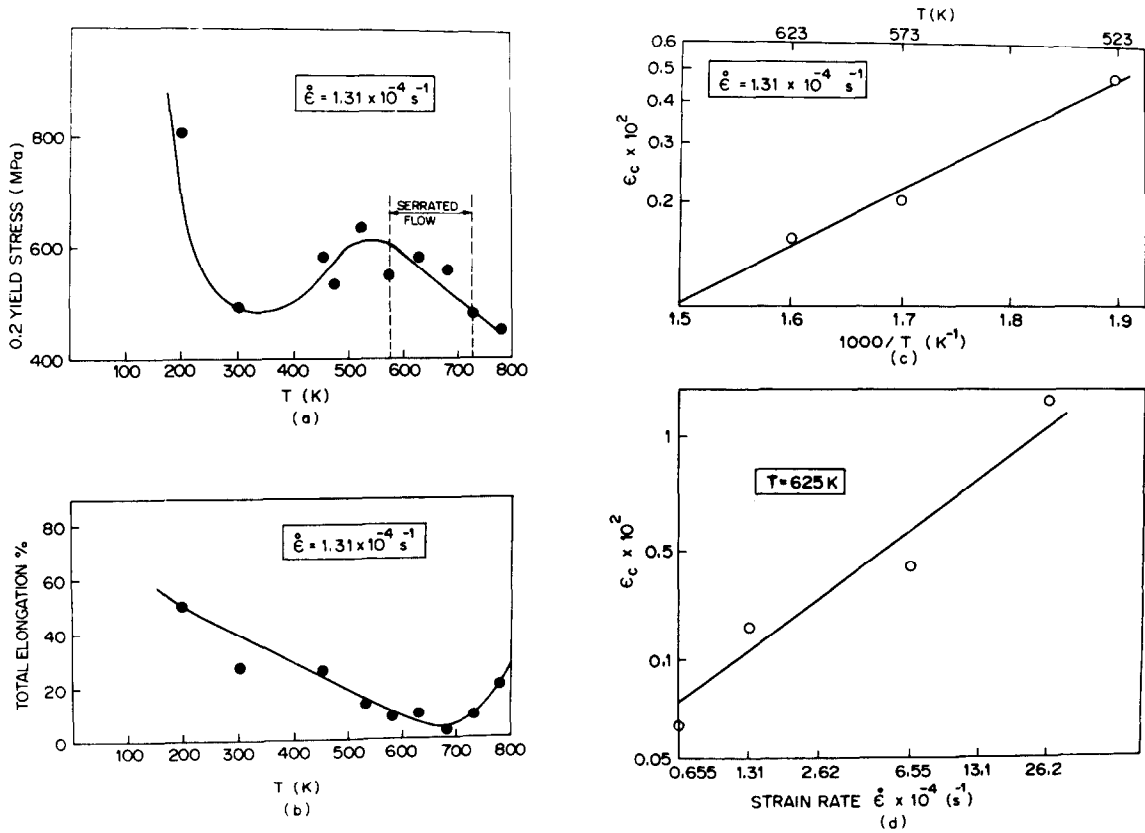 0.2 YIELD STRESS (MPa)
800
600
400
ε̇ = 1.31 x 10⁻⁴ s⁻¹
SERRATED
FLOW
100 200 300 400 500 600 700 800
T (K)
(a)
TOTAL ELONGATION %
80
60
40
20
0
ε̇ = 1.31 x 10⁻⁴ s⁻¹
100 200 300 400 500 600 700 800
T (K)
(b)
T(K)
623 573 523
ε̇ = 1.31 x 10⁻⁴ s⁻¹
ϵc x 10²
0.6
0.5
0.4
0.3
0.2
1.5 1.6 1.7 1.8 1.9
1000/T (K⁻¹)
(c)
T=625K
ϵc x 10²
1
0.5
0.1
0.05
0.655 1.31 2.62 6.55 13.1 26.2
STRAIN RATE ε̇ x 10⁻⁴ (s⁻¹)
(d)